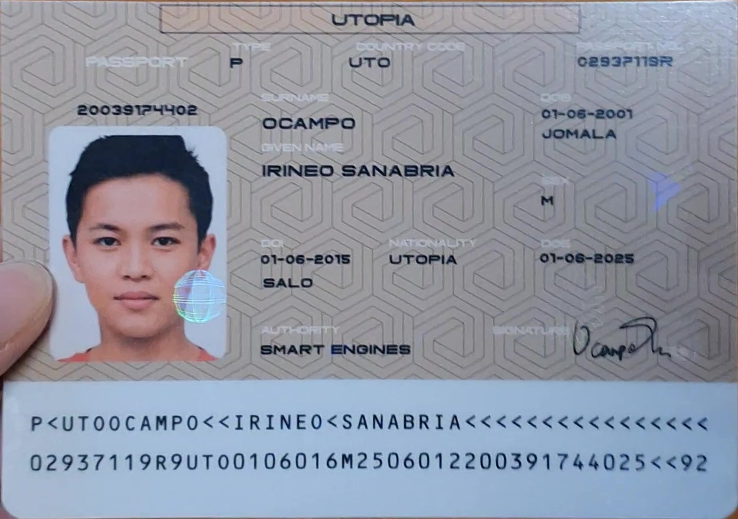 UTOPIA
PASSPORT
TYPE
P
COUNTRY CODE
UTO
PASSPORT NO.
02937119R
20039174402
SURNAME
OCAMPO
DOB
01-06-2001
JOMALA
GIVEN NAME
IRINEO SANABRIA
SEX
M
DOI
01-06-2015
SALO
NATIONALITY
UTOPIA
DOE
01-06-2025
AUTHORITY
SMART ENGINES
SIGNATURE
P<UTOOCAMPO<<IRINEO<SANABRIA<<<<<<<<<<<<<<<<
02937119R9UTO0106016M2506012200391744025<<92